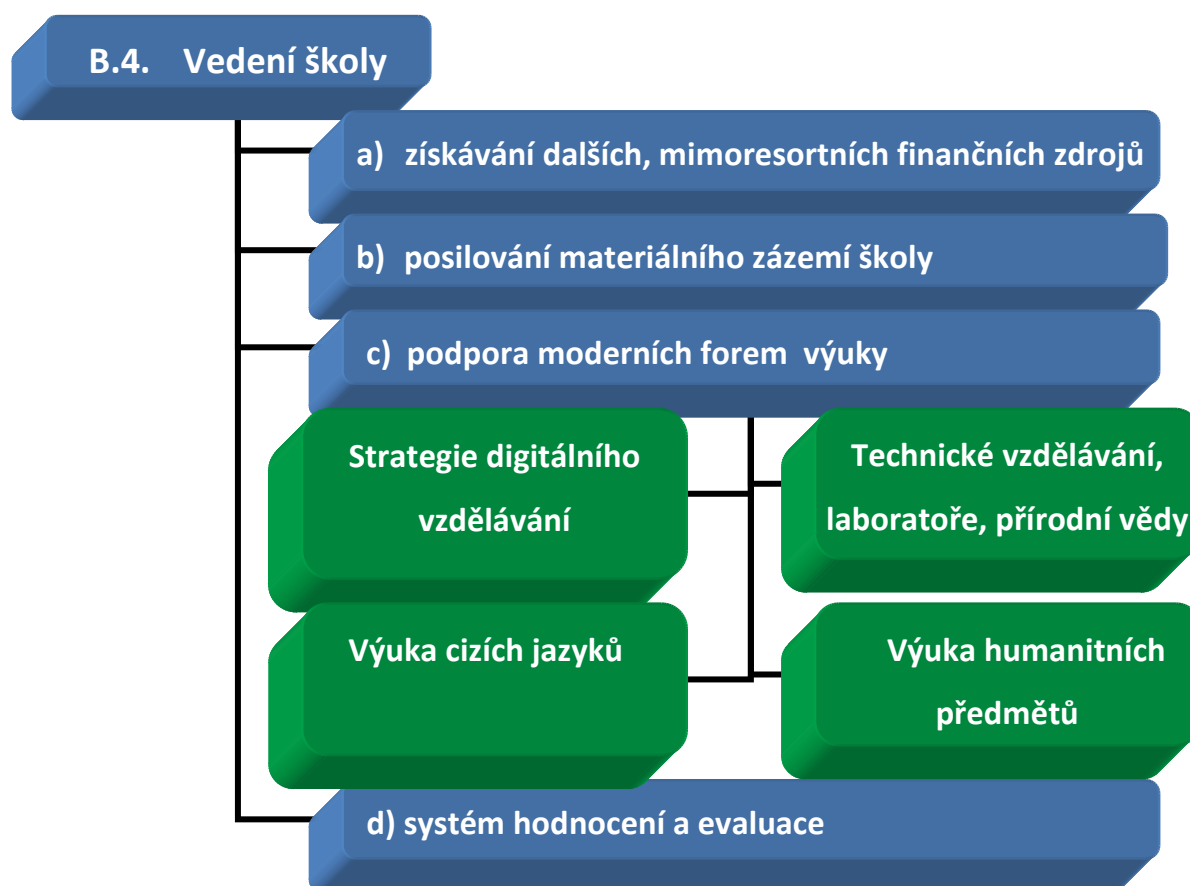 B.4. Vedení školy
a) získávání dalších, mimoresortních finančních zdrojů
b) posilování materiálního zázemí školy
c) podpora moderních forem výuky
Strategie digitálního
vzdělávání
Technické vzdělávání,
laboratoře, přírodní vědy
Výuka cizích jazyků
Výuka humanitních
předmětů
d) systém hodnocení a evaluace